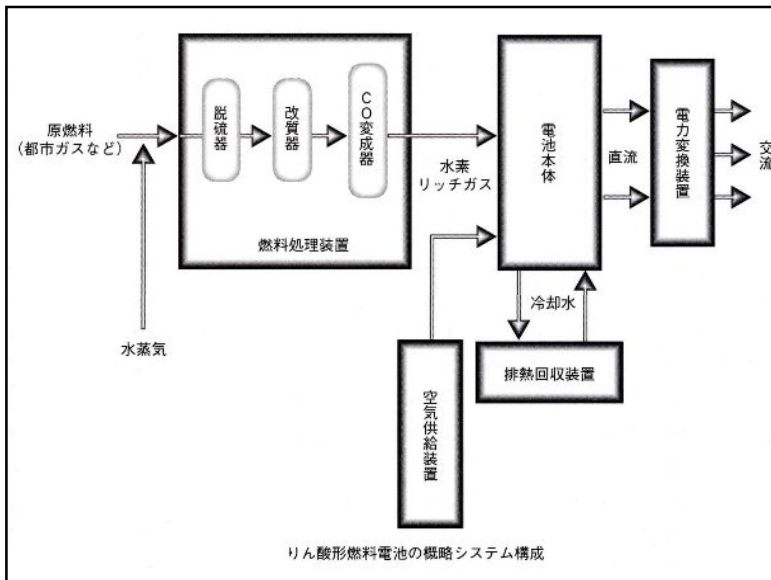 原燃料
(都市ガスなど)
水蒸気
脱硫器
改質器
CO変成器
燃料処理装置
水素
リッチガス
空気供給装置
電池本体
冷却水
排熱回収装置
直流
電力変換装置
交流
りん酸形燃料電池の概略システム構成